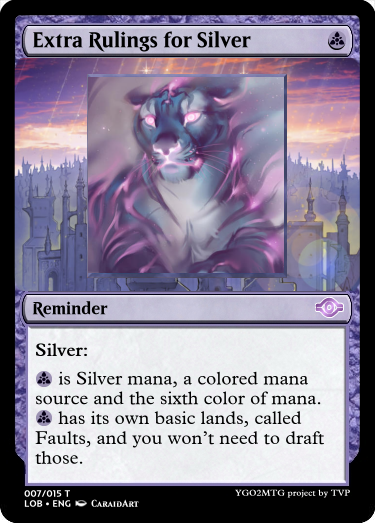 Extra Rulings for Silver
Reminder
Silver:
is Silver mana, a colored mana
source and the sixth color of mana.
has its own basic lands, called
Faults, and you won't need to draft
those.
007/015 T
LOB • ENG CaraidArt
YGO2MTG project by TVP